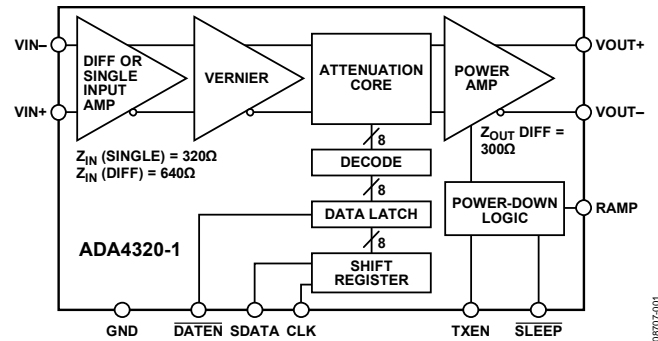 VIN–
VIN+
DIFF OR
SINGLE
INPUT
AMP
VERNIER
ATTENUATION
CORE
POWER
AMP
VOUT+
VOUT–
ZIN (SINGLE) = 320Ω
ZIN (DIFF) = 640Ω
8
DECODE
8
DATA LATCH
8
SHIFT
REGISTER
ZOUT DIFF =
300Ω
POWER-DOWN
LOGIC
RAMP
ADA4320-1
GND
DATEN
SDATA
CLK
TXEN
SLEEP
08707-001